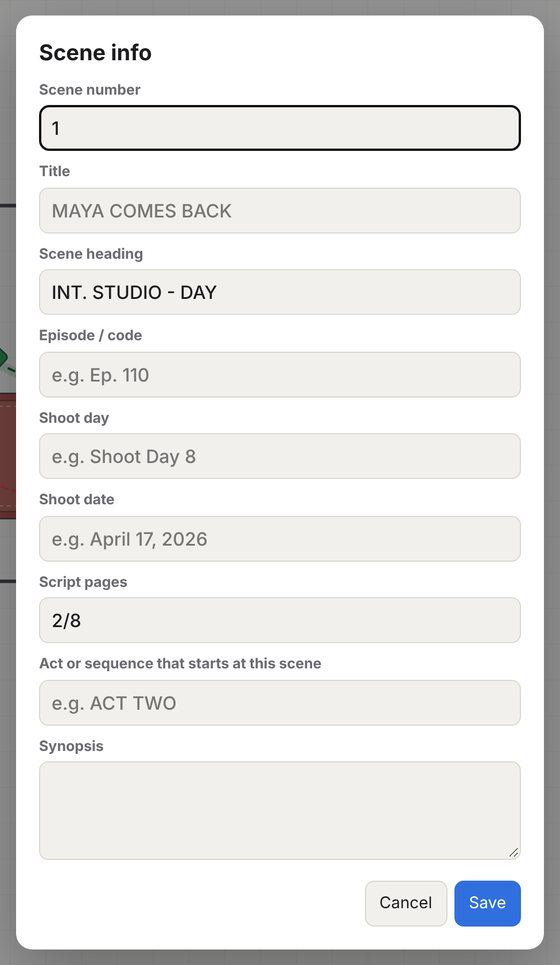 Scene info
Scene number
1
Title
MAYA COMES BACK
Scene heading
INT. STUDIO - DAY
Episode / code
e.g. Ep. 110
Shoot day
e.g. Shoot Day 8
Shoot date
e.g. April 17, 2026
Script pages
2/8
Act or sequence that starts at this scene
e.g. ACT TWO
Synopsis
Cancel Save